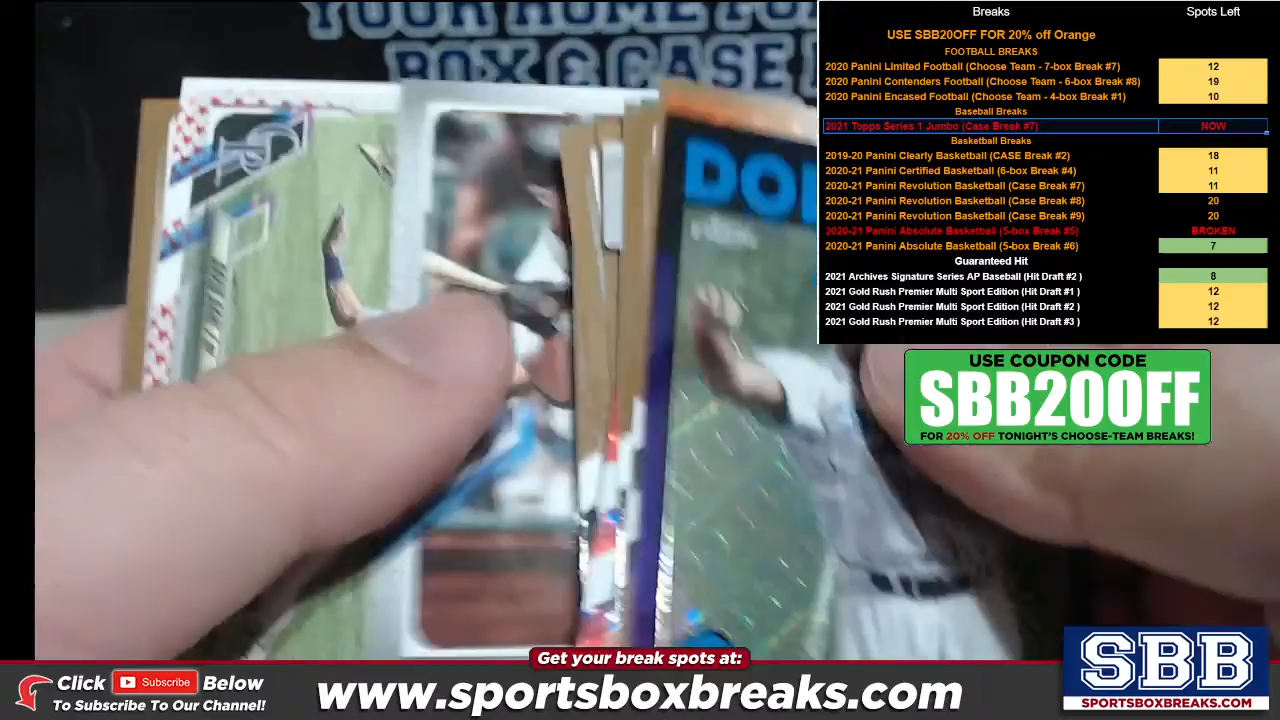 YOUR HOME FOR
BOX & CASE
DO
Breaks Spots Left
USE SBB20OFF FOR 20% off Orange
FOOTBALL BREAKS
2020 Panini Limited Football (Choose Team - 7-box Break #7) 12
2020 Panini Contenders Football (Choose Team - 6-box Break #8) 19
2020 Panini Encased Football (Choose Team - 4-box Break #1) 10
Baseball Breaks
2021 Topps Series 1 Jumbo (Case Break #7) NOW
Basketball Breaks
2019-20 Panini Clearly Basketball (CASE Break #2) 18
2020-21 Panini Certified Basketball (6-box Break #4) 11
2020-21 Panini Revolution Basketball (Case Break #7) 11
2020-21 Panini Revolution Basketball (Case Break #8) 20
2020-21 Panini Revolution Basketball (Case Break #9) 20
2020-21 Panini Absolute Basketball (5-box Break #5) BROKEN
2020-21 Panini Absolute Basketball (5-box Break #6) 7
Guaranteed Hit
2021 Archives Signature Series AP Baseball (Hit Draft #2 ) 8
2021 Gold Rush Premier Multi Sport Edition (Hit Draft #1 ) 12
2021 Gold Rush Premier Multi Sport Edition (Hit Draft #2 ) 12
2021 Gold Rush Premier Multi Sport Edition (Hit Draft #3 ) 12
USE COUPON CODE
SBB20OFF
FOR 20% OFF TONIGHT'S CHOOSE-TEAM BREAKS!
Get your break spots at:
Click Subscribe Below
To Subscribe To Our Channel!
www.sportsboxbreaks.com
SBB
SPORTSBOXBREAKS.COM